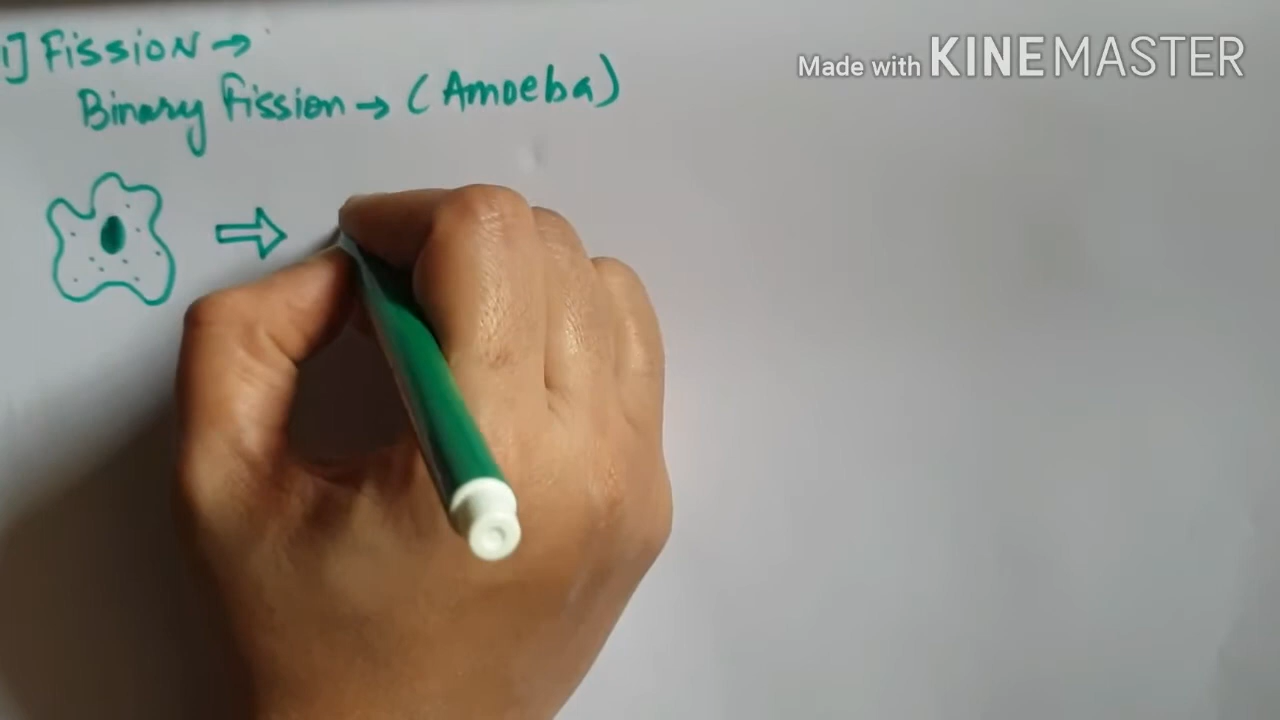 1] Fission →
Binary Fission → (Amoeba)
Made with KINEMASTER